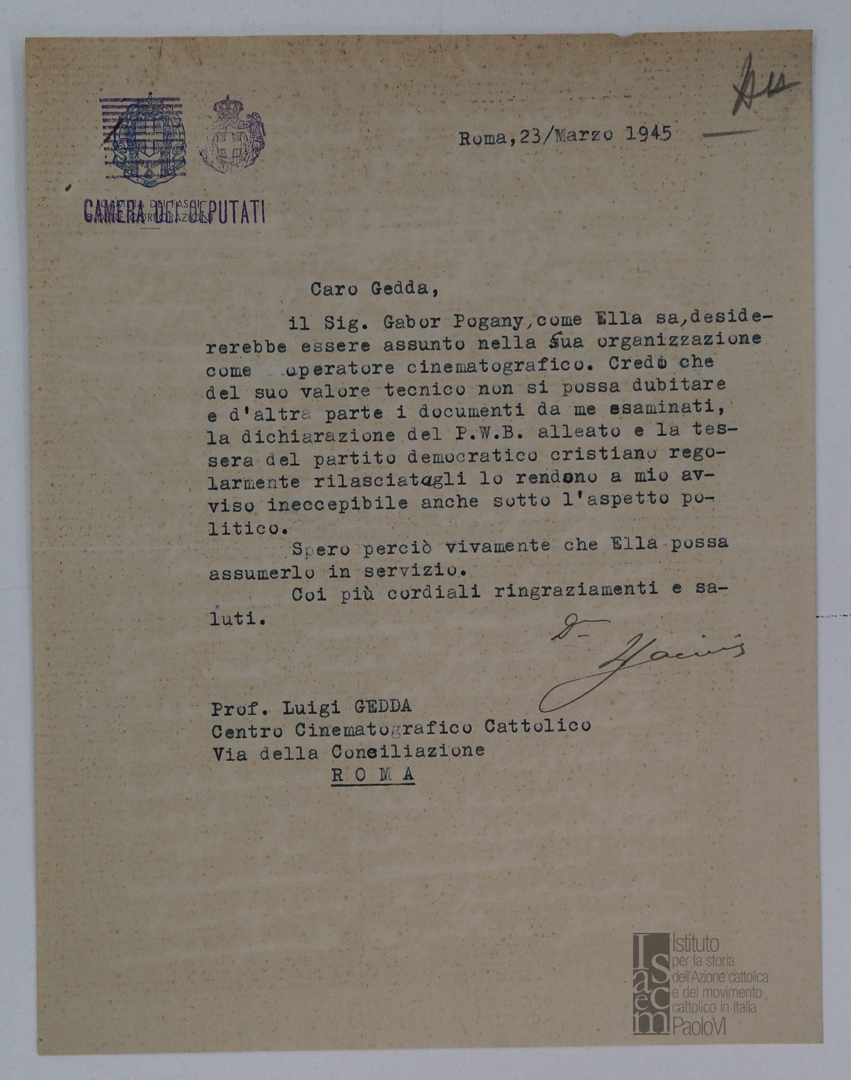 Roma,23/Marzo 1945
CAMERA DEI DEPUTATI
Caro Gedda,
il Sig. Gabor Pogany,come Ella sa,deside-
rerebbe essere assunto nella Sua organizzazione
come operatore cinematografico. Credo che
del suo valore tecnico non si possa dubitare
e d'altra parte i documenti da me esaminati,
la dichiarazione del P.W.B. alleato e la tes-
sera del partito democratico cristiano rego-
larmente rilasciatagli lo rendono a mio av-
viso ineccepibile anche sotto l'aspetto po-
litico.
Spero perciò vivamente che Ella possa
assumerlo in servizio.
Coi più cordiali ringraziamenti e sa-
luti.
Prof. Luigi GEDDA
Centro Cinematografico Cattolico
Via della Conciliazione
R O M A
Isacem
Istituto
per la storia
dell'Azione cattolica
e del movimento
cattolico in Italia
PaoloVI